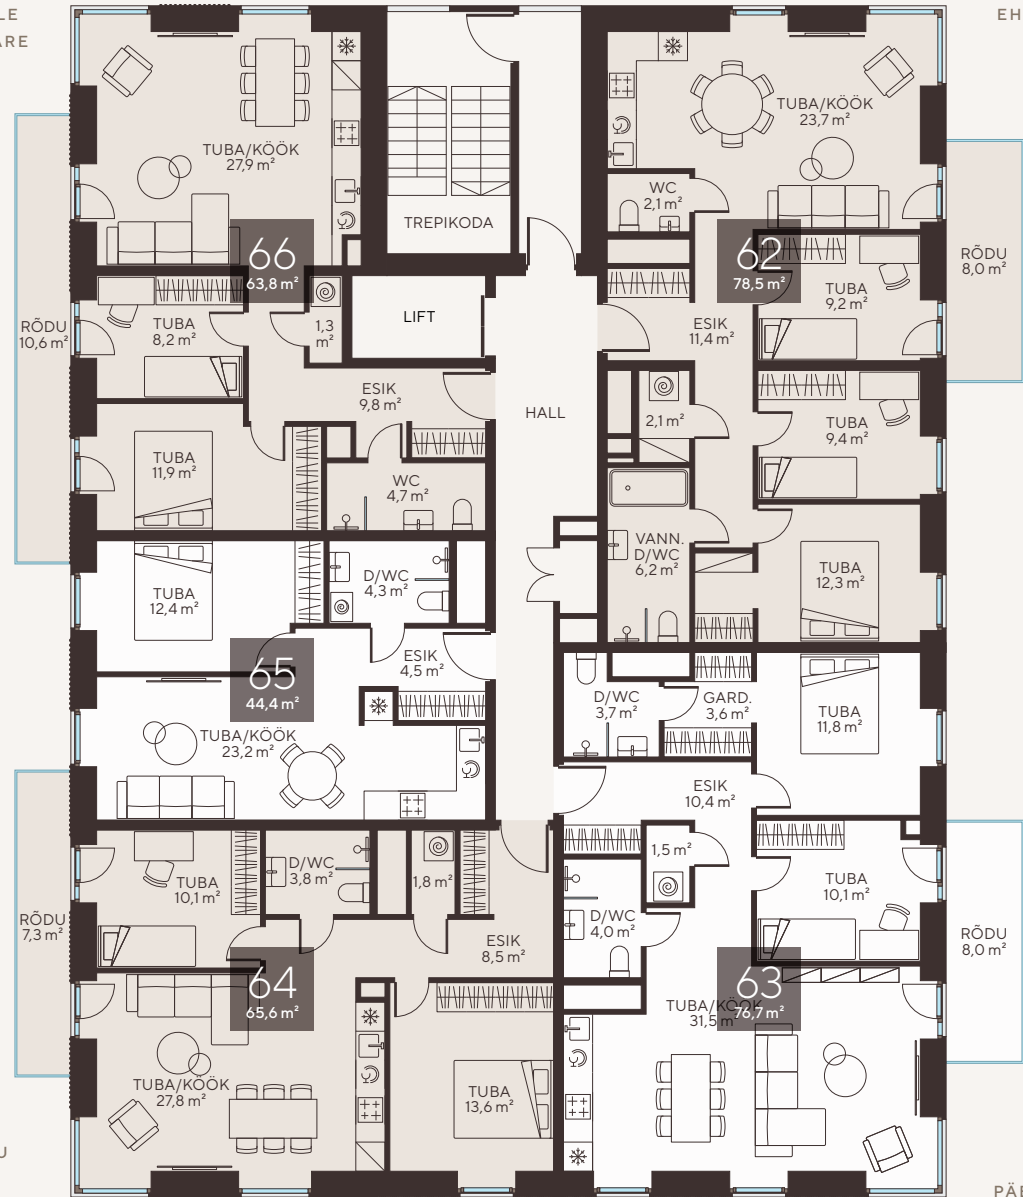 LE
ARE
EH
TUBA/KÖÖK
27,9 m²
TREPIKODA
TUBA/KÖÖK
23,7 m²
WC
2,1 m²
66
63,8 m²
62
78,5 m²
RÕDU
8,0 m²
RÕDU
10,6 m²
TUBA
8,2 m²
1,3
m²
LIFT
ESIK
11,4 m²
TUBA
9,2 m²
ESIK
9,8 m²
HALL
2,1 m²
TUBA
9,4 m²
TUBA
11,9 m²
WC
4,7 m²
VANN.
D/WC
6,2 m²
TUBA
12,3 m²
TUBA
12,4 m²
D/WC
4,3 m²
65
44,4 m²
ESIK
4,5 m²
D/WC
3,7 m²
GARD.
3,6 m²
TUBA
11,8 m²
TUBA/KÖÖK
23,2 m²
ESIK
10,4 m²
RÕDU
7,3 m²
TUBA
10,1 m²
D/WC
3,8 m²
1,8 m²
1,5 m²
TUBA
10,1 m²
ESIK
8,5 m²
D/WC
4,0 m²
RÕDU
8,0 m²
64
65,6 m²
63
76,7 m²
TUBA/KÖÖK
31,5 m
TUBA/KÖÖK
27,8 m²
TUBA
13,6 m²
U